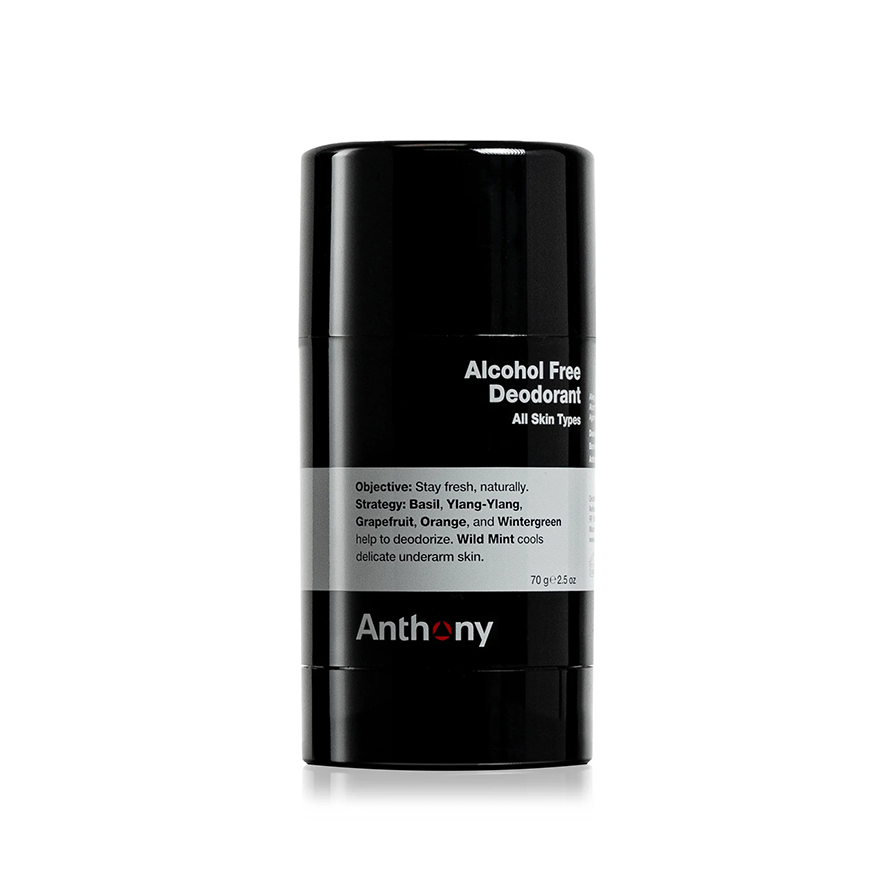 Alcohol Free
Deodorant
All Skin Types
Objective: Stay fresh, naturally.
Strategy: Basil, Ylang-Ylang,
Grapefruit, Orange, and Wintergreen
help to deodorize. Wild Mint cools
delicate underarm skin.
70 g℮2.5 oz
Anthony